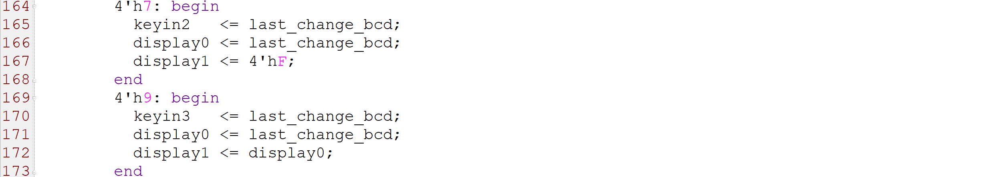 164 4'h7: begin
165 keyin2 <= last_change_bcd;
166 display0 <= last_change_bcd;
167 display1 <= 4'hF;
168 end
169 4'h9: begin
170 keyin3 <= last_change_bcd;
171 display0 <= last_change_bcd;
172 display1 <= display0;
173 end